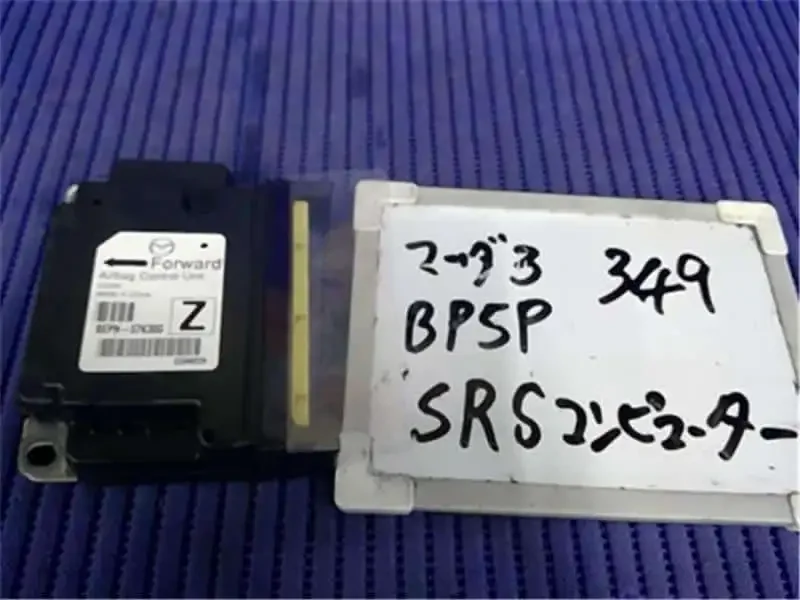 Forward
Airbag Control Unit
Z
マツダ3 349
BP5P
SRSコンピューター